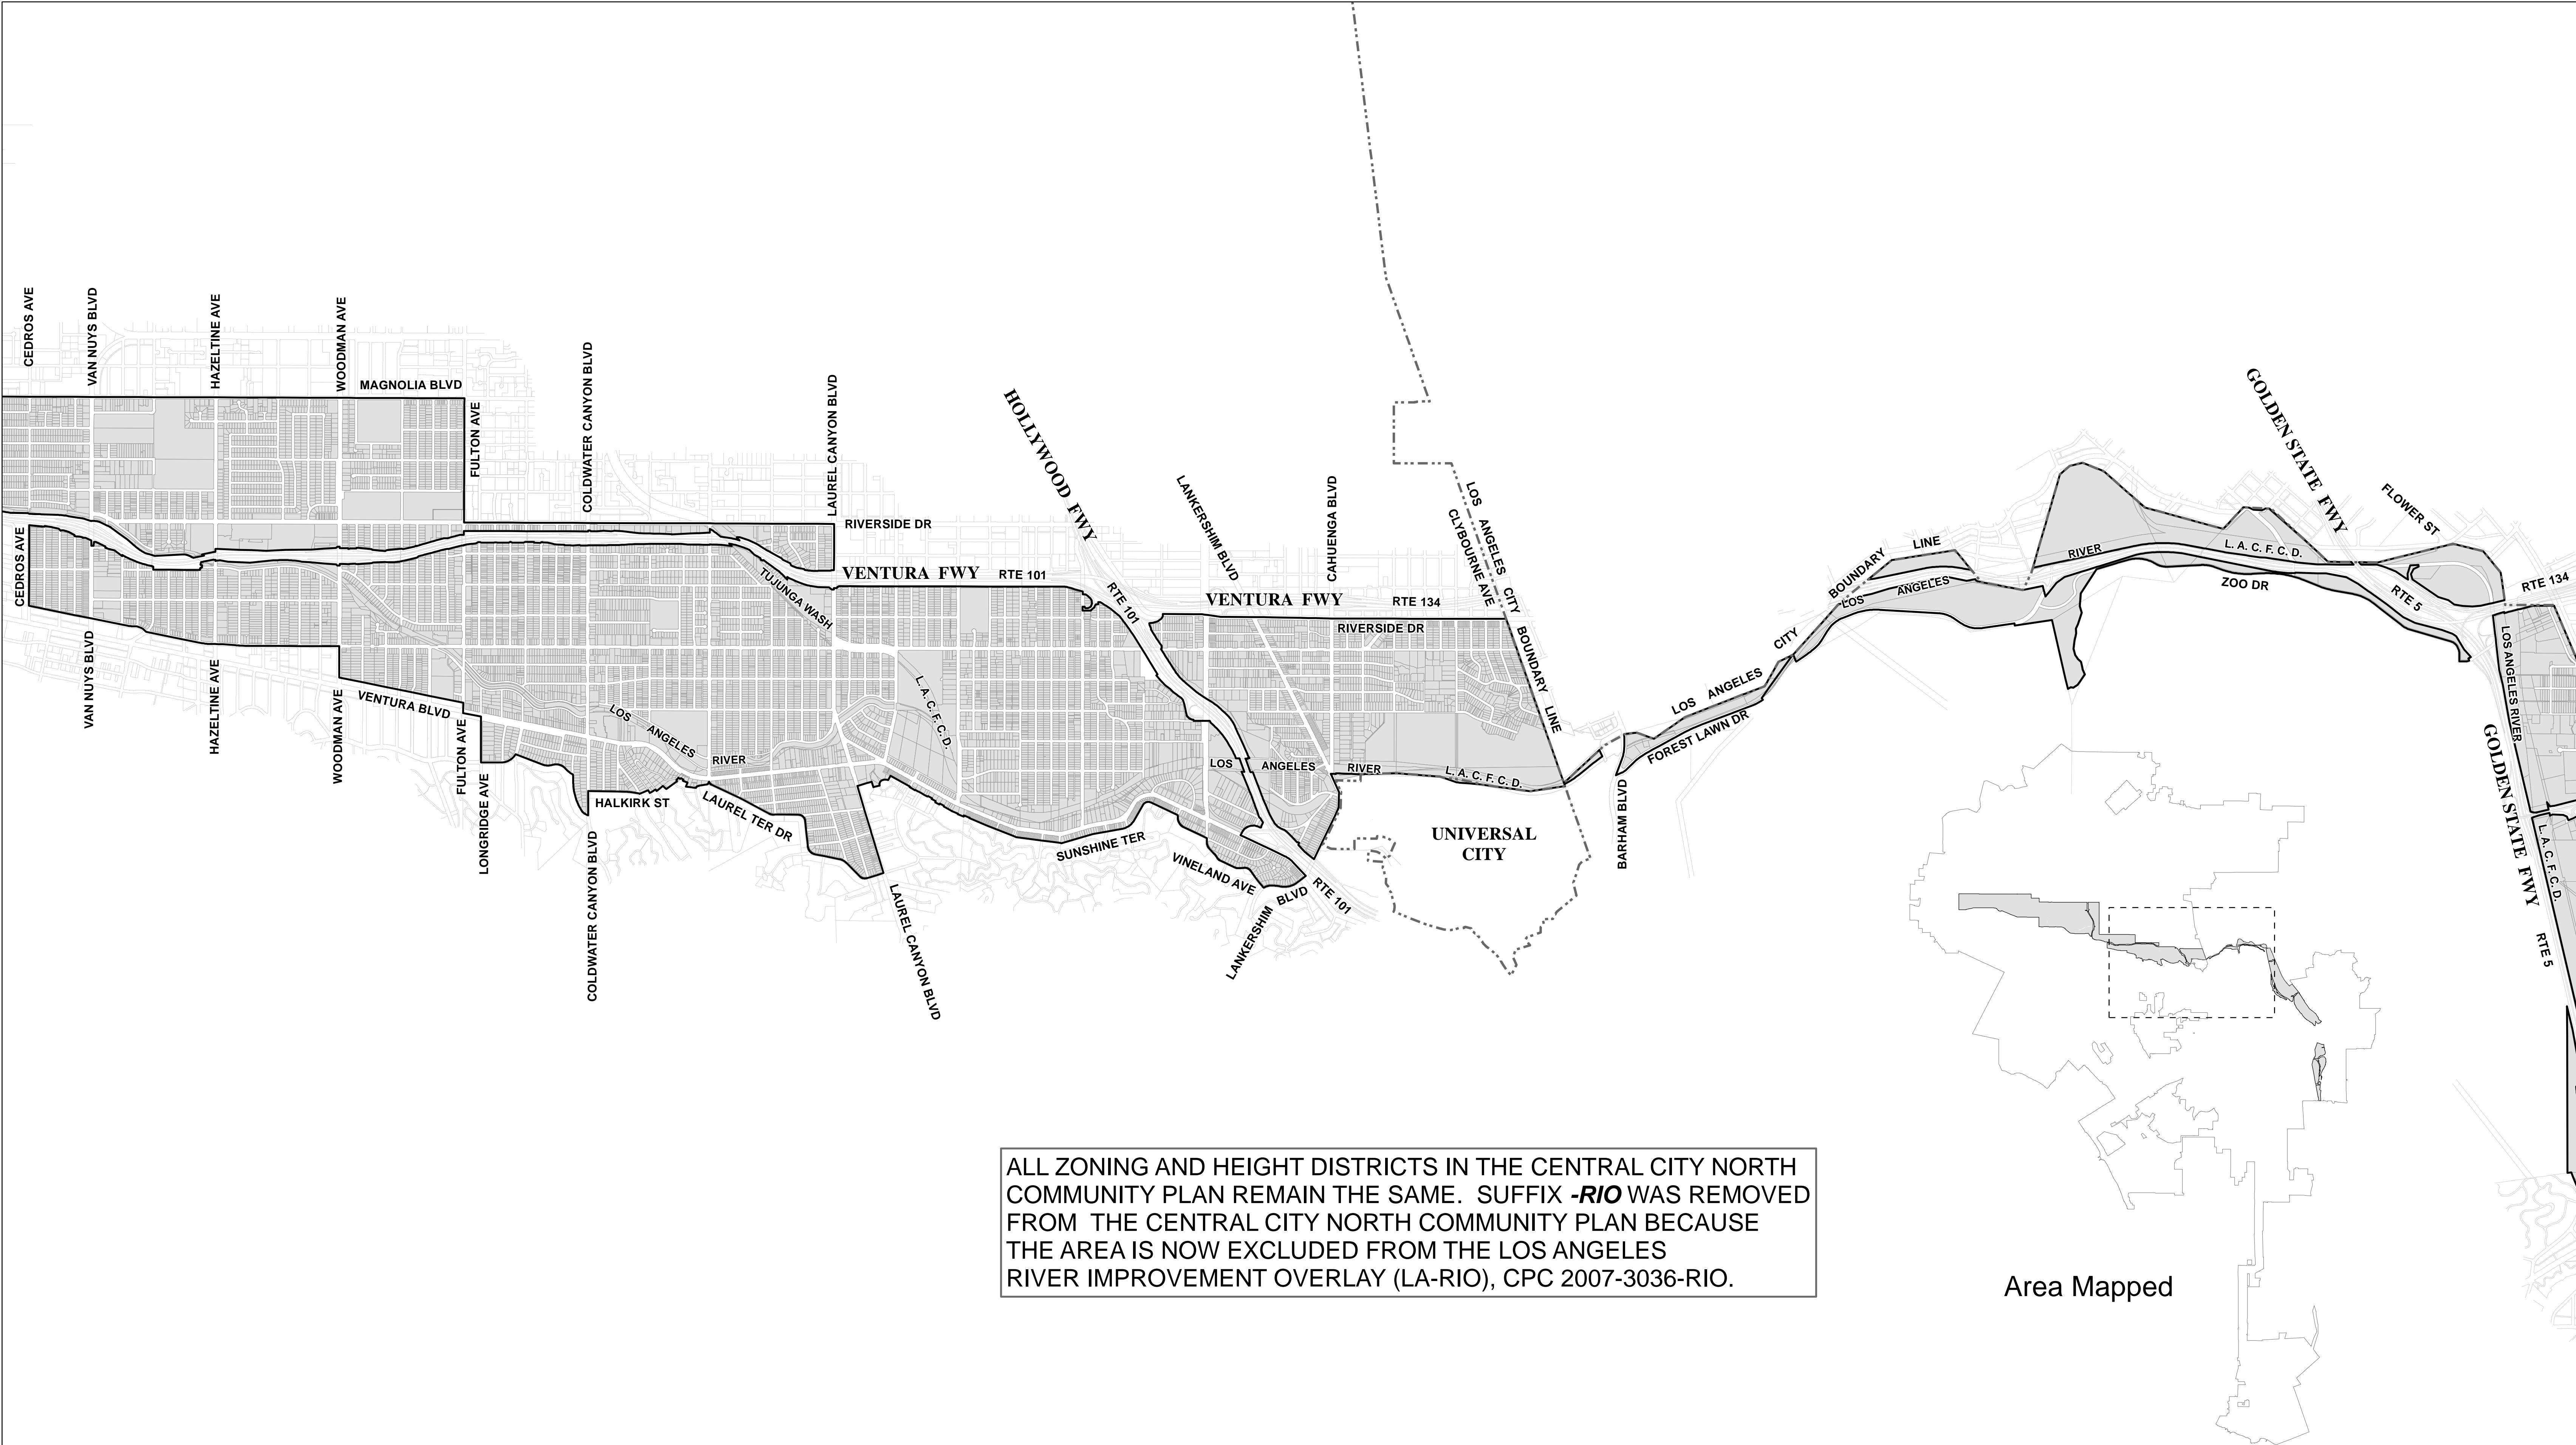 CEDROS AVE
VAN NUYS BLVD
HAZELTINE AVE
WOODMAN AVE
MAGNOLIA BLVD
FULTON AVE
COLDWATER CANYON BLVD
LAUREL CANYON BLVD
RIVERSIDE DR
HOLLYWOOD FWY
VENTURA FWY RTE 101
RTE 101
LANKERSHIM BLVD
CAHUENGA BLVD
VENTURA FWY RTE 134
RIVERSIDE DR
LOS ANGELES CITY BOUNDARY LINE
CLYBOURNE AVE
TUJUNGA WASH
L. A. C. F. C. D.
CEDROS AVE
VAN NUYS BLVD
HAZELTINE AVE
WOODMAN AVE
VENTURA BLVD
FULTON AVE
LONGRIDGE AVE
LOS ANGELES RIVER
HALKIRK ST
COLDWATER CANYON BLVD
LAUREL TER DR
LAUREL CANYON BLVD
SUNSHINE TER
VINELAND AVE
LANKERSHIM BLVD
RTE 101
LOS ANGELES RIVER L. A. C. F. C. D.
UNIVERSAL
CITY
BARHAM BLVD
FOREST LAWN DR
LOS ANGELES CITY BOUNDARY LINE
LOS ANGELES RIVER L. A. C. F. C. D.
ZOO DR
GOLDEN STATE FWY
FLOWER ST
RTE 5
RTE 134
LOS ANGELES RIVER
GOLDEN STATE FWY
L. A. C. F. C. D.
RTE 5
ALL ZONING AND HEIGHT DISTRICTS IN THE CENTRAL CITY NORTH
COMMUNITY PLAN REMAIN THE SAME. SUFFIX -RIO WAS REMOVED
FROM THE CENTRAL CITY NORTH COMMUNITY PLAN BECAUSE
THE AREA IS NOW EXCLUDED FROM THE LOS ANGELES
RIVER IMPROVEMENT OVERLAY (LA-RIO), CPC 2007-3036-RIO.
Area Mapped